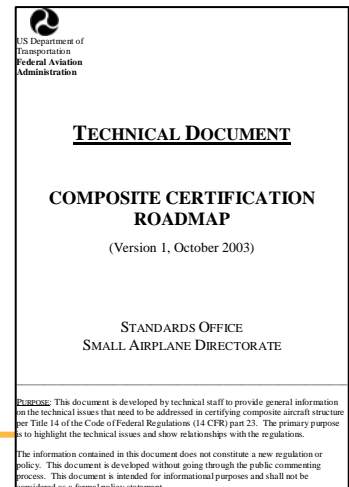 US Department of
Transportation
Federal Aviation
Administration
TECHNICAL DOCUMENT
COMPOSITE CERTIFICATION
ROADMAP
(Version 1, October 2003)
STANDARDS OFFICE
SMALL AIRPLANE DIRECTORATE
PURPOSE: This document is developed by technical staff to provide general information
on the technical issues that need to be addressed in certifying composite aircraft structure
per Title 14 of the Code of Federal Regulations (14 CFR) part 23. The primary purpose
is to highlight the technical issues and show relationships with the regulations.
The information contained in this document does not constitute a new regulation or
policy. This document is developed without going through the public commenting
process. This document is intended for informational purposes and shall not be
considered as a formal policy statement.